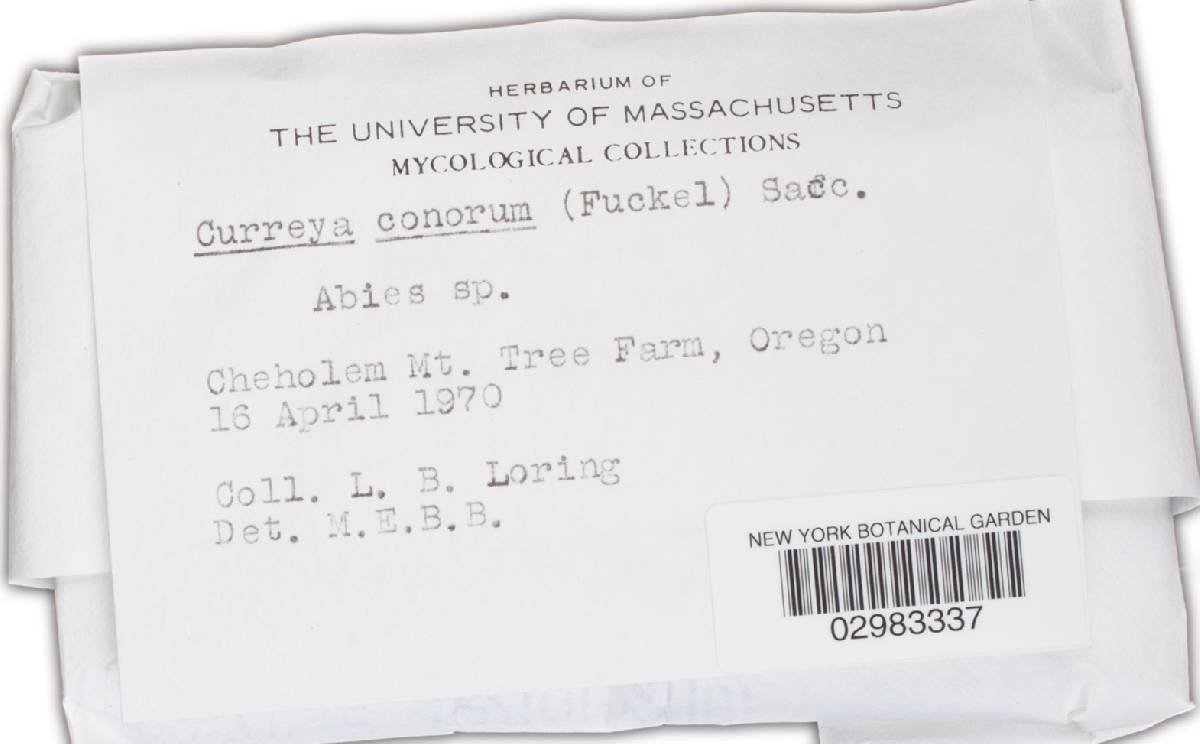 HERBARIUM OF
THE UNIVERSITY OF MASSACHUSETTS
MYCOLOGICAL COLLECTIONS
Curreya conorum (Fuckel) Sacc.
Abies sp.
Cheholem Mt. Tree Farm, Oregon
16 April 1970
Coll. L. B. Loring
Det. M.E.B.B.
NEW YORK BOTANICAL GARDEN
02983337